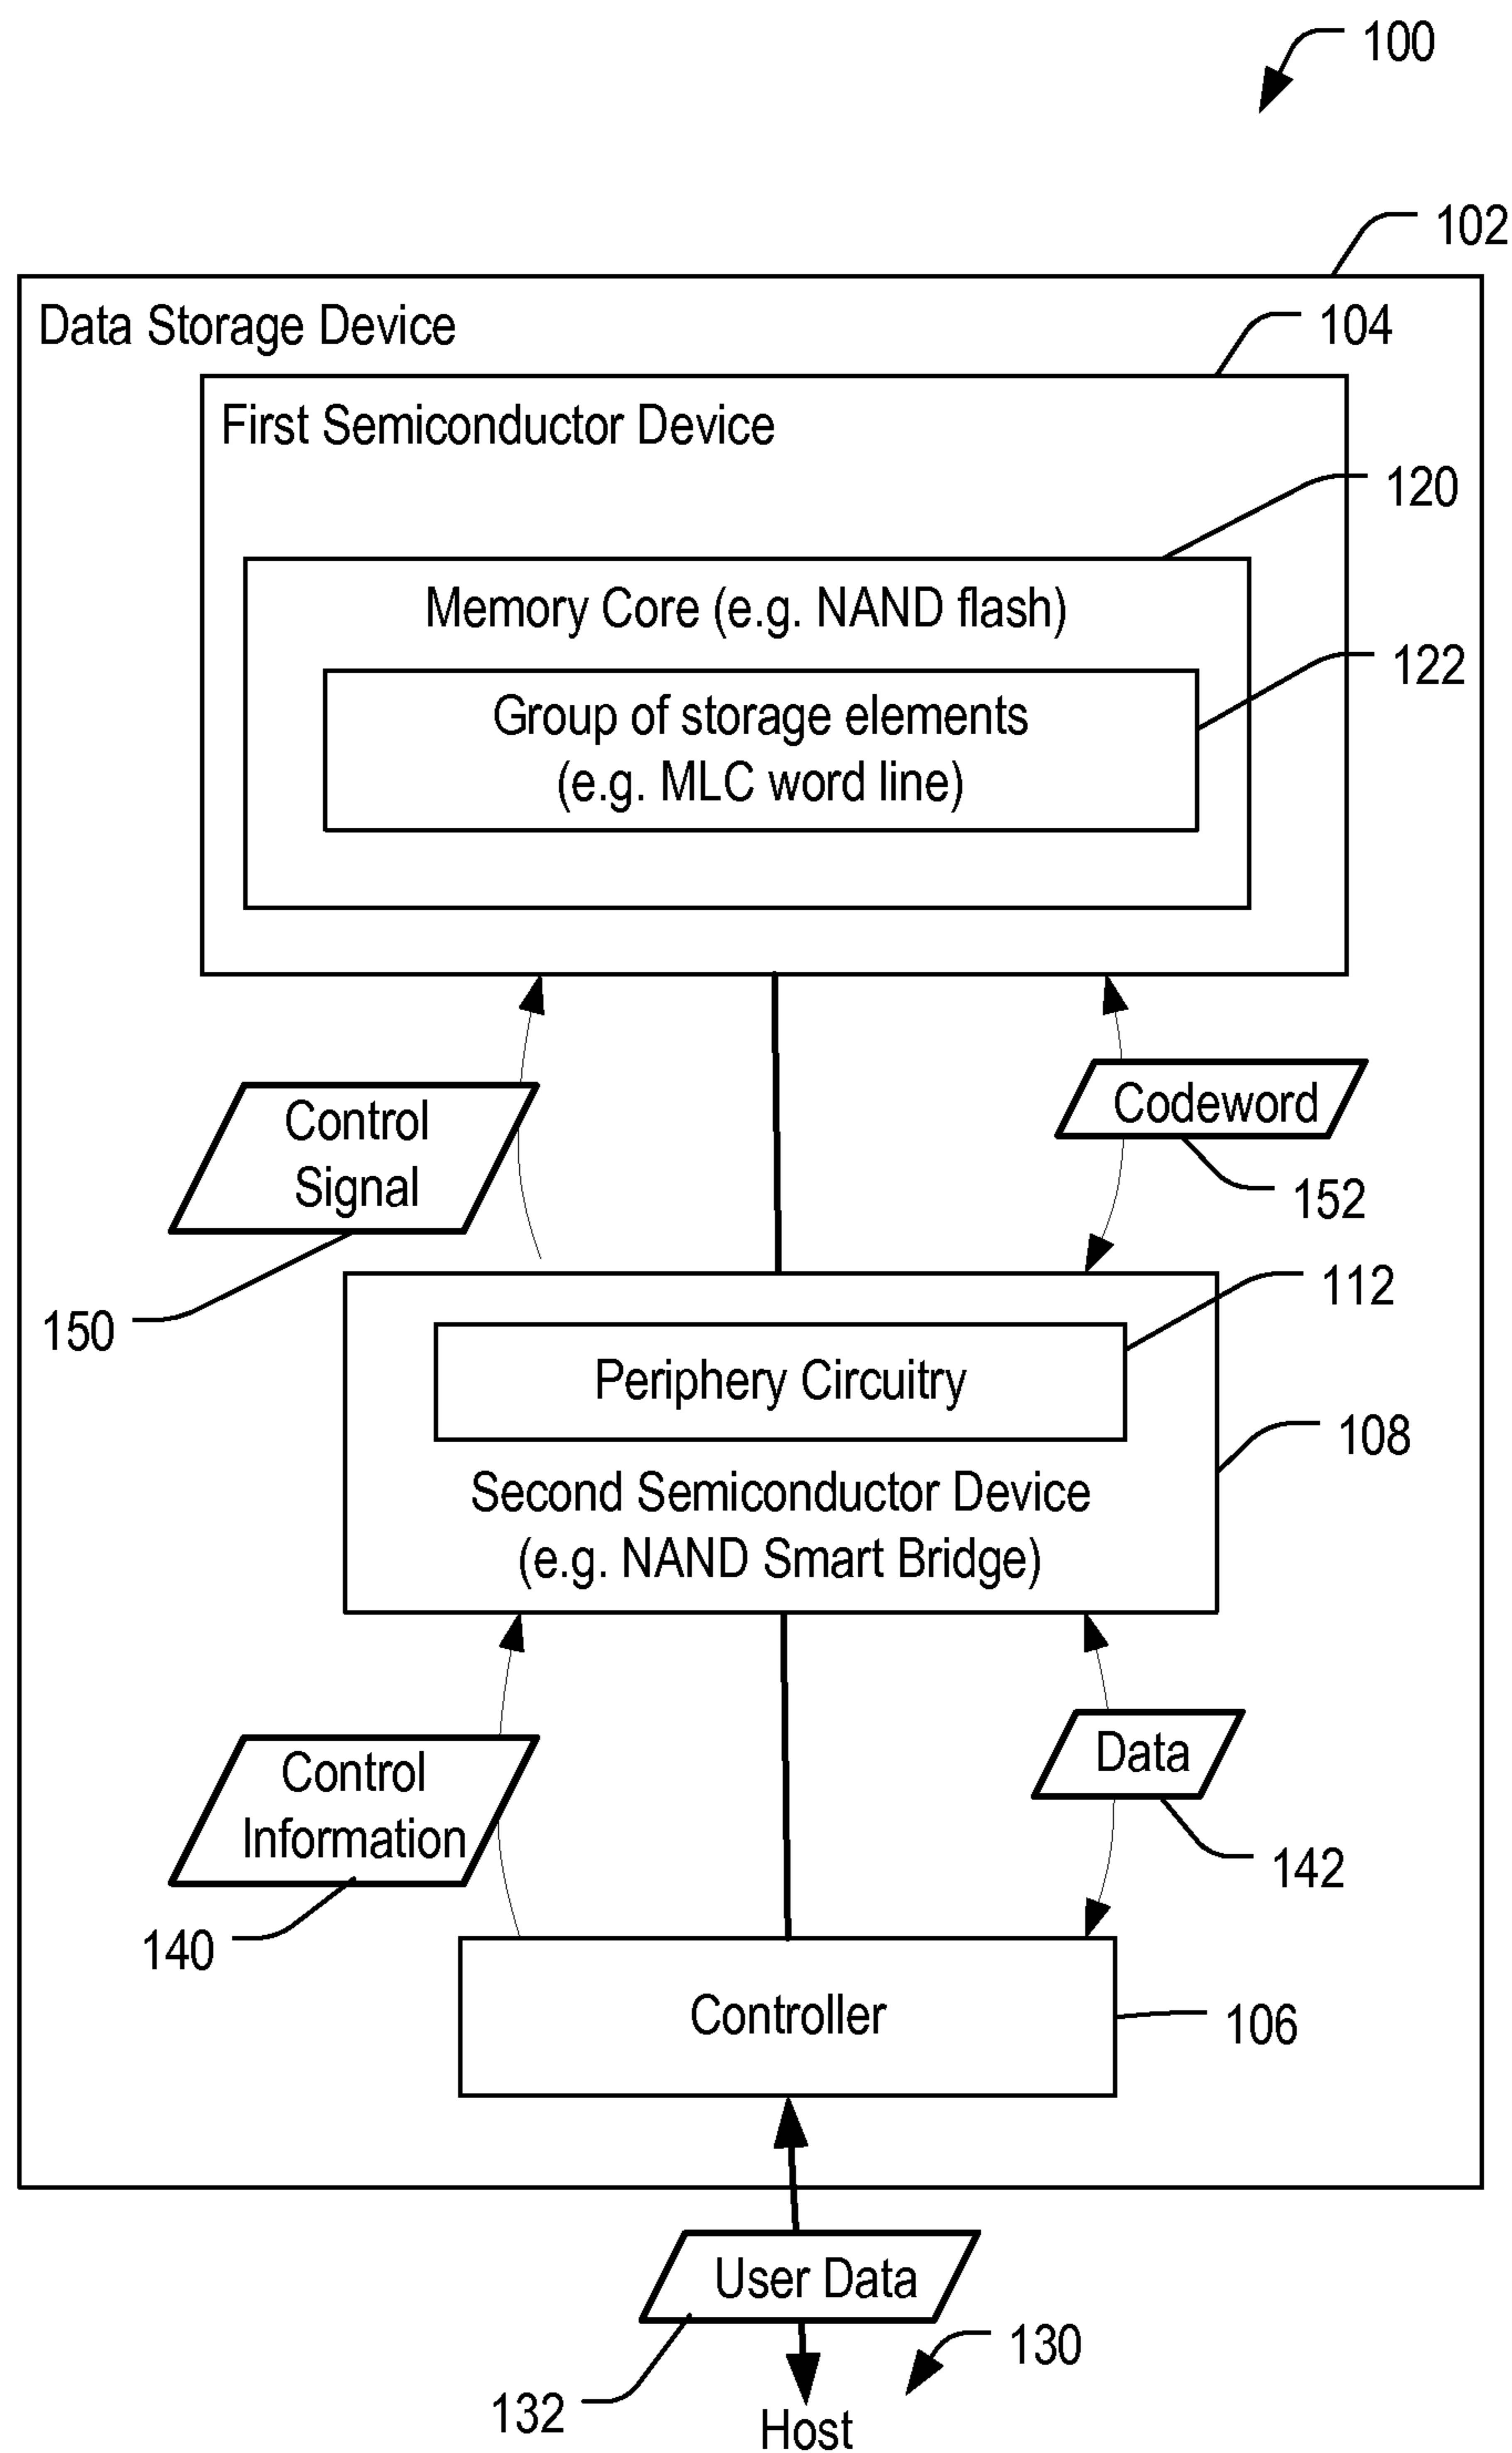 100
102
Data Storage Device
104
First Semiconductor Device
120
Memory Core (e.g. NAND flash)
122
Group of storage elements
(e.g. MLC word line)
Control
Signal
150
Codeword
152
112
Periphery Circuitry
108
Second Semiconductor Device
(e.g. NAND Smart Bridge)
Control
Information
140
Data
142
Controller
106
User Data
132
130
Host